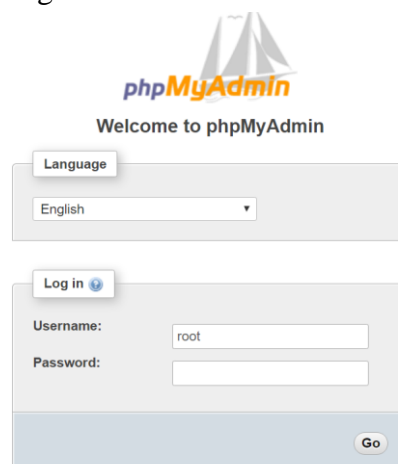 phpMyAdmin
Welcome to phpMyAdmin
Language
English
Log in
Username:
root
Password:
Go